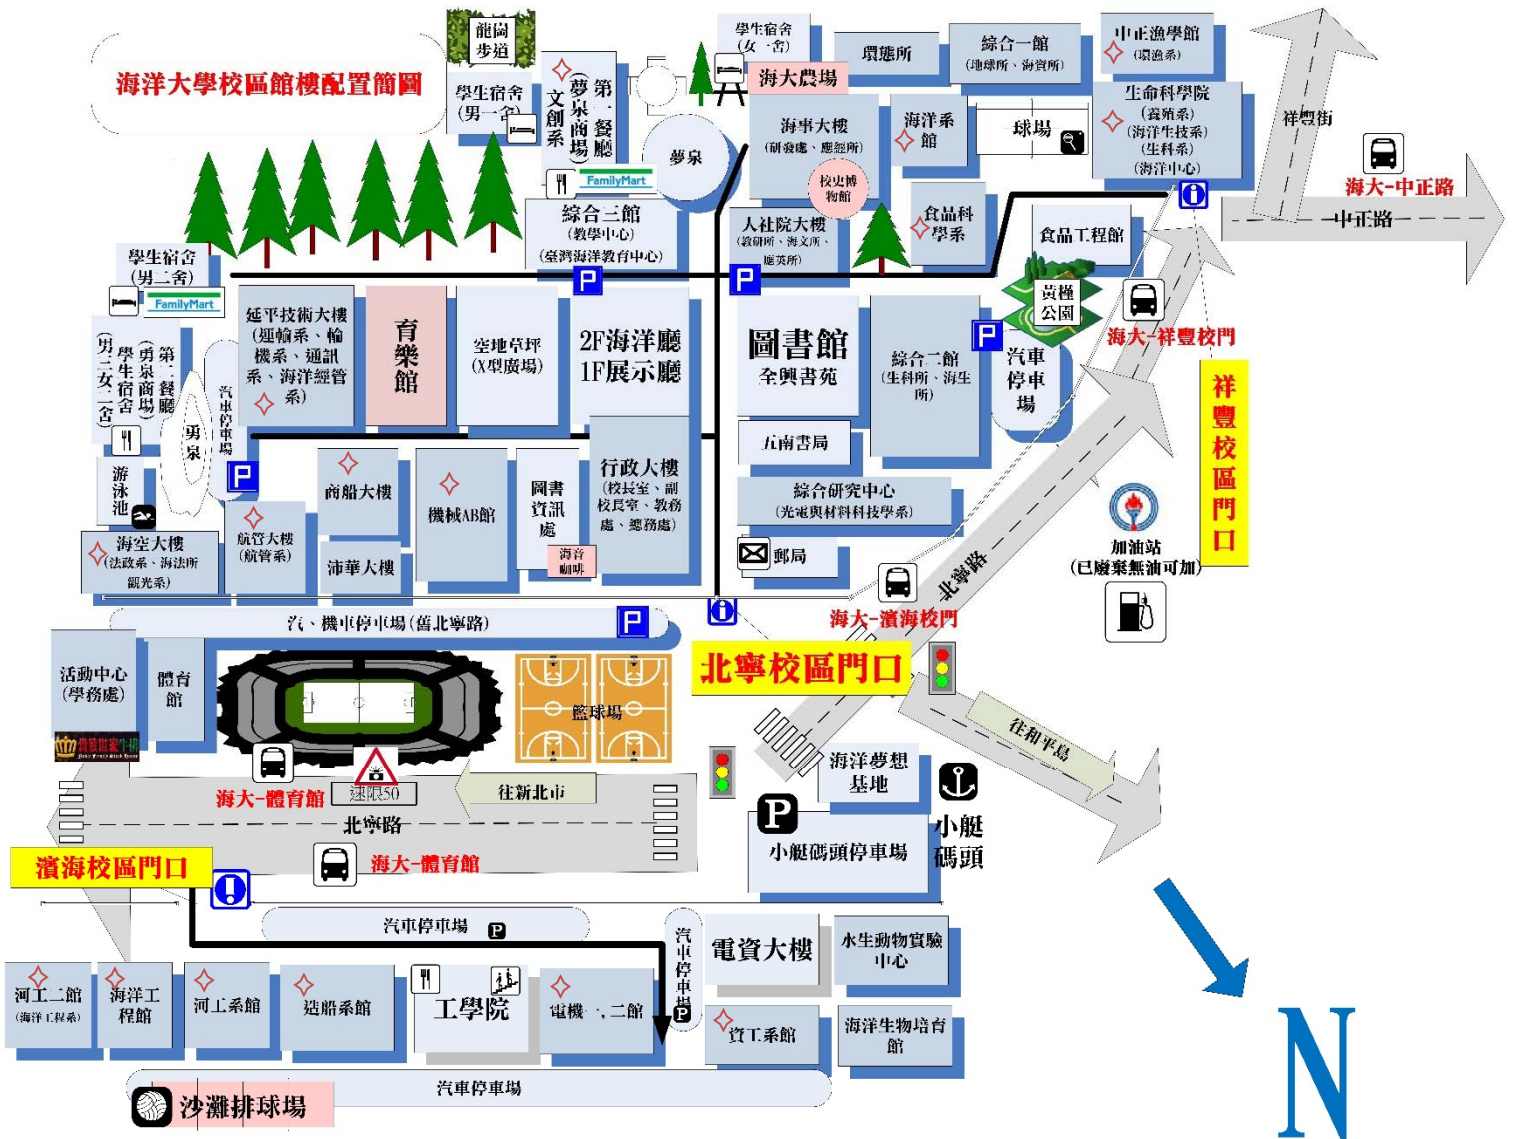 海洋大學校區館樓配置簡圖
龍崗
步道
學生宿舍
(男一舍)
第一餐廳
(夢泉商場)
文創系
FamilyMart
夢泉
學生宿舍
(女一舍)
海大農場
環態所
綜合一館
(地球所、海資所)
中正漁學館
(環漁系)
海事大樓
(研發處、應經所)
校史博
物館
海洋系
館
球場
生命科學院
(養殖系)
(海洋生技系)
(生科系)
(海洋中心)
祥豐街
海大-中正路
中正路
綜合三館
(教學中心)
(臺灣海洋教育中心)
P
人社院大樓
(教研所、海文所、
應英所)
P
食品科
學系
食品工程館
學生宿舍
(男二舍)
FamilyMart
延平技術大樓
(運輸系、輪
機系、通訊
系、海洋經管
系)
育樂館
空地草坪
(X型廣場)
2F海洋廳
1F展示廳
圖書館
全興書苑
綜合二館
(生科所、海生
所)
P
黃槿
公園
汽車
停車
場
海大-祥豐校門
祥豐校區門口
第二餐廳
(勇泉商場)
學生宿舍
(男三女二舍)
勇泉
汽車停車場
P
游泳池
海空大樓
(法政系、海法所
觀光系)
航管大樓
(航管系)
商船大樓
沛華大樓
機械AB館
圖書
資訊
處
海音
咖啡
行政大樓
(校長室、副
校長室、教務
處、總務處)
五南書局
綜合研究中心
(光電與材料科技學系)
郵局
加油站
(已廢棄無油可加)
北寧路
海大-濱海校門
汽、機車停車場(舊北寧路)
P
北寧校區門口
活動中心
(學務處)
體育
館
貴族世家牛排
籃球場
海大-體育館
速限50
往新北市
北寧路
海大-體育館
往和平島
海洋夢想
基地
P
小艇碼頭停車場
小艇
碼頭
濱海校區門口
汽車停車場
P
汽車停車場
P
電資大樓
水生動物實驗
中心
河工二館
(海洋工程系)
海洋工
程館
河工系館
造船系館
工學院
電機一,二館
資工系館
海洋生物培育
館
汽車停車場
沙灘排球場
N